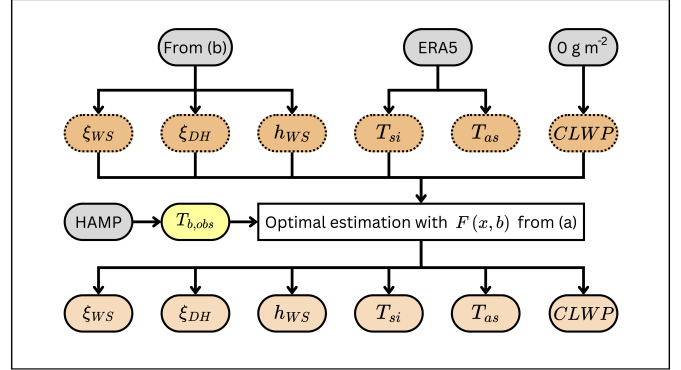 From (b) ERA5 0 g m⁻²
ξ_WS ξ_DH h_WS T_si T_as CLWP
HAMP T_b,obs Optimal estimation with F(x, b) from (a)
ξ_WS ξ_DH h_WS T_si T_as CLWP